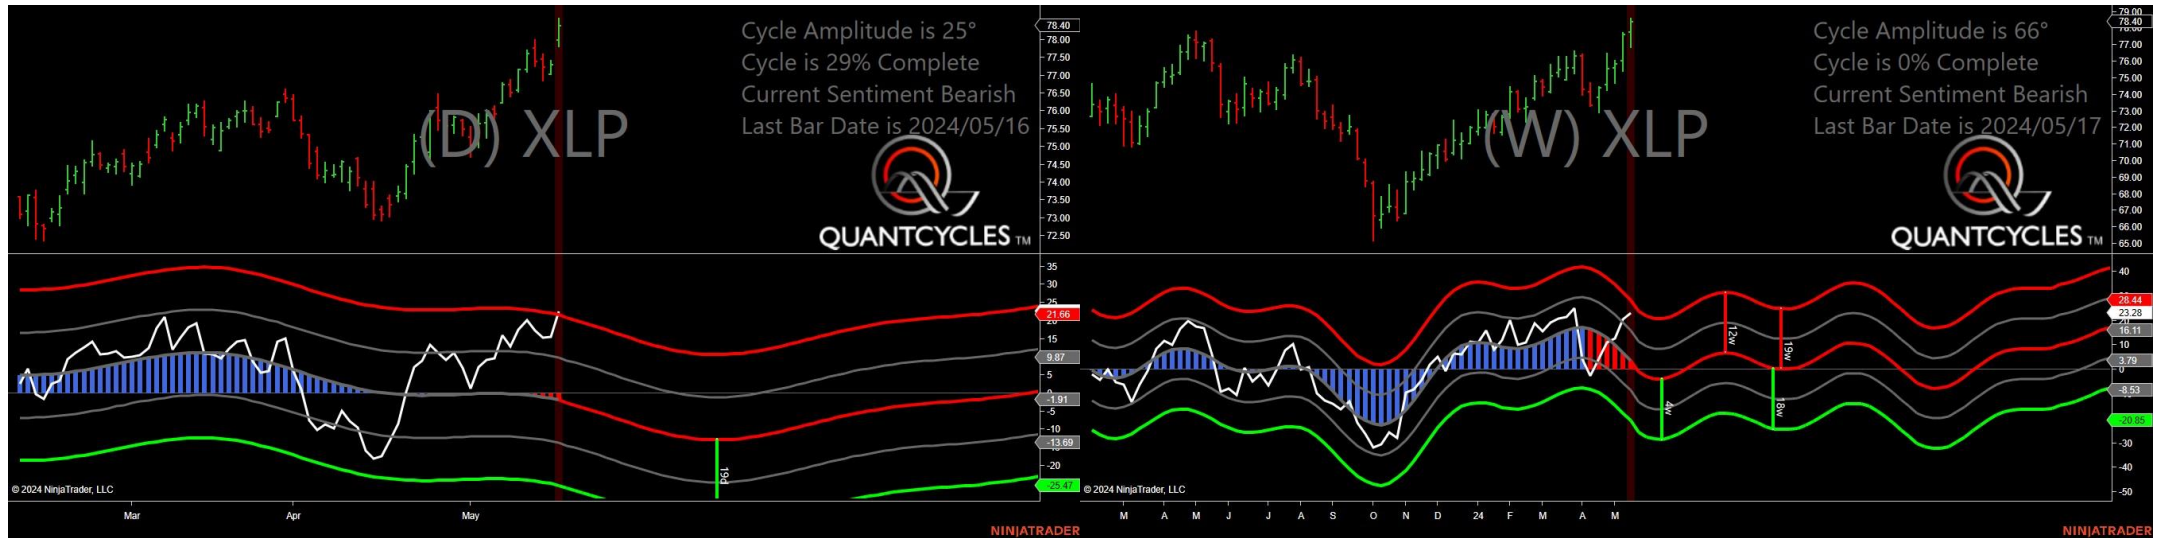 Cycle Amplitude is 25°
Cycle is 29% Complete
Current Sentiment Bearish
Last Bar Date is 2024/05/16
(D) XLP
QUANTCYCLES TM
78.40
78.00
77.50
77.00
76.50
76.00
75.50
75.00
74.50
74.00
73.50
73.00
72.50
35
30
25
21.66
15
9.87
5
0
-1.91
-5
-10
-13.69
-20
-25.47
19d
© 2024 NinjaTrader, LLC
Mar
Apr
May
NINJATRADER
Cycle Amplitude is 66°
Cycle is 0% Complete
Current Sentiment Bearish
Last Bar Date is 2024/05/17
(W) XLP
QUANTCYCLES TM
79.00
78.40
77.00
76.00
75.00
74.00
73.00
72.00
71.00
70.00
69.00
68.00
67.00
66.00
65.00
40
28.44
23.28
16.11
10
3.79
0
-8.53
-20.85
-30
-40
-50
4w
12w
18w
19w
© 2024 NinjaTrader, LLC
M A M J J A S O N D 24 F M A M
NINJATRADER